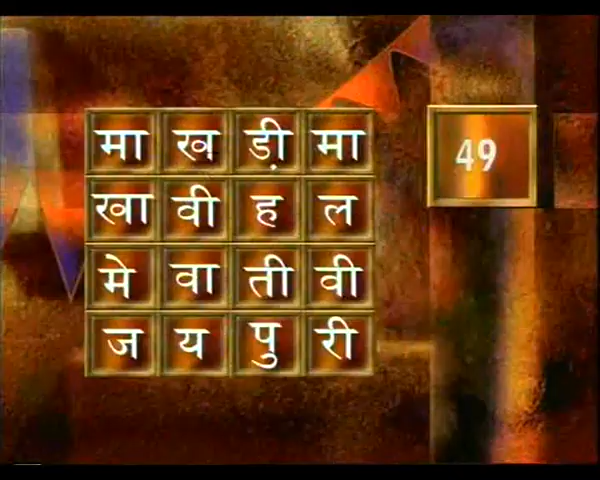 मा ख ड़ी मा
49
खा वी ह ल
मे वा ती वी
ज य पु री